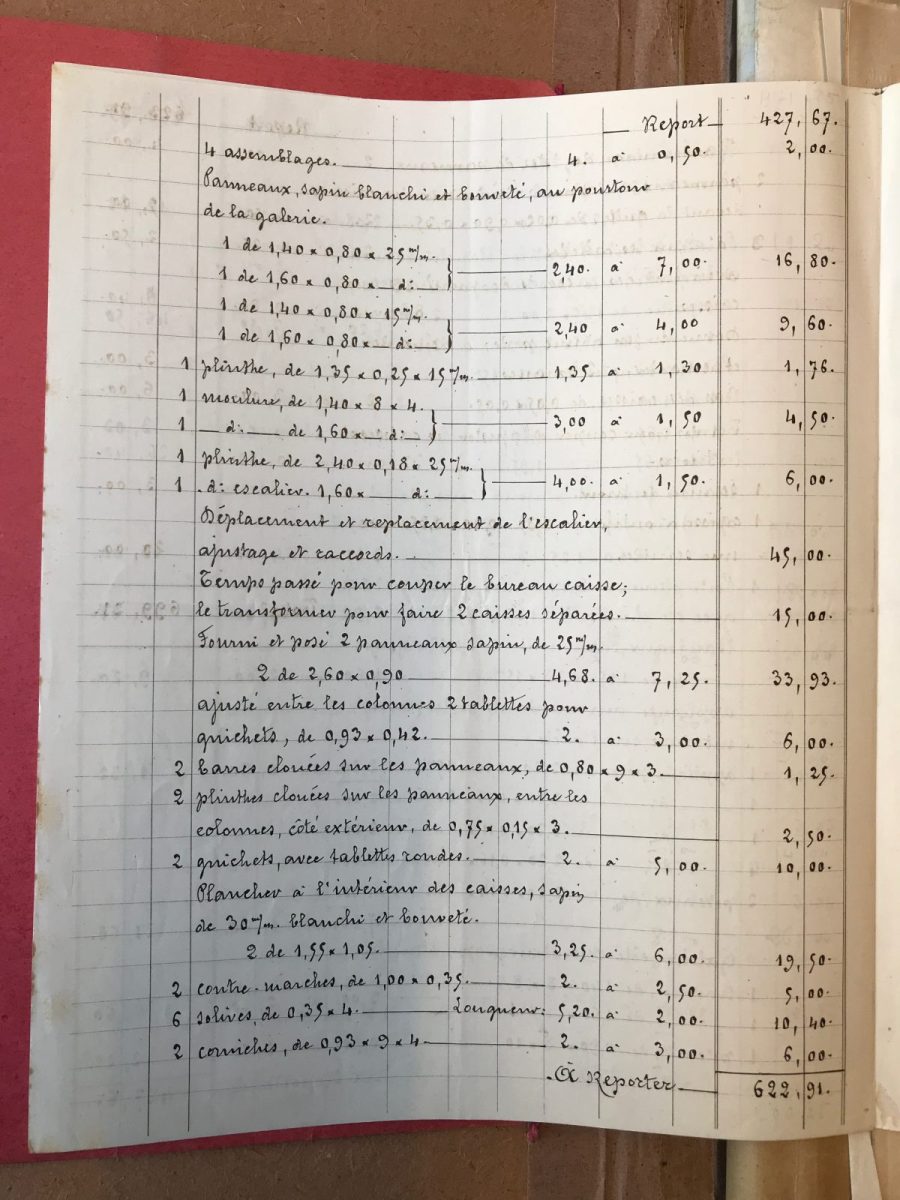 Report 427,67.
4 assemblages. 4. à 0,50. 2,00.
Panneaux, sapin blanchi et bouveté, au pourtour
de la galerie.
1 de 1,40 × 0,80 × 25 m/m.
1 de 1,60 × 0,80 × d: 2,40. à 7,00. 16,80.
1 de 1,40 × 0,80 × 15 m/m.
1 de 1,60 × 0,80 × d: 2,40 à 4,00 9,60.
1 plinthe, de 1,35 × 0,25 × 15 m/m. 1,35 à 1,30 1,76.
1 moulure, de 1,40 × 8 × 4.
1 d: de 1,60 × d: 3,00 à 1,50 4,50.
1 plinthe, de 2,40 × 0,18 × 25 m/m.
1 d: escalier. 1,60 × d: 4,00. à 1,50. 6,00.
Déplacement et replacement de l'escalier,
ajustage et raccords. 45,00.
Temps passé pour couper le bureau caisse;
le transformer pour faire 2 caisses séparées. 15,00.
Fourni et posé 2 panneaux sapin, de 25 m/m.
2 de 2,60 × 0,90 4,68. à 7,25. 33,93.
ajusté entre les colonnes 2 tablettes pour
guichets, de 0,93 × 0,42. 2. à 3,00. 6,00.
2 barres clouées sur les panneaux, de 0,80 × 9 × 3. 1,25.
2 plinthes clouées sur les panneaux, entre les
colonnes, côté extérieur, de 0,75 × 0,15 × 3. 2,50.
2 guichets, avec tablettes rondes. 2. à 5,00. 10,00.
Plancher à l'intérieur des caisses, sapin
de 30 m/m. blanchi et bouveté.
2 de 1,55 × 1,05. 3,25. à 6,00. 19,50.
2 contre-marches, de 1,00 × 0,35. 2. à 2,50. 5,00.
6 solives, de 0,35 × 4. Longueur: 5,20. à 2,00. 10,40.
2 corniches, de 0,93 × 9 × 4 2. à 3,00. 6,00.
À Reporter 622,91.